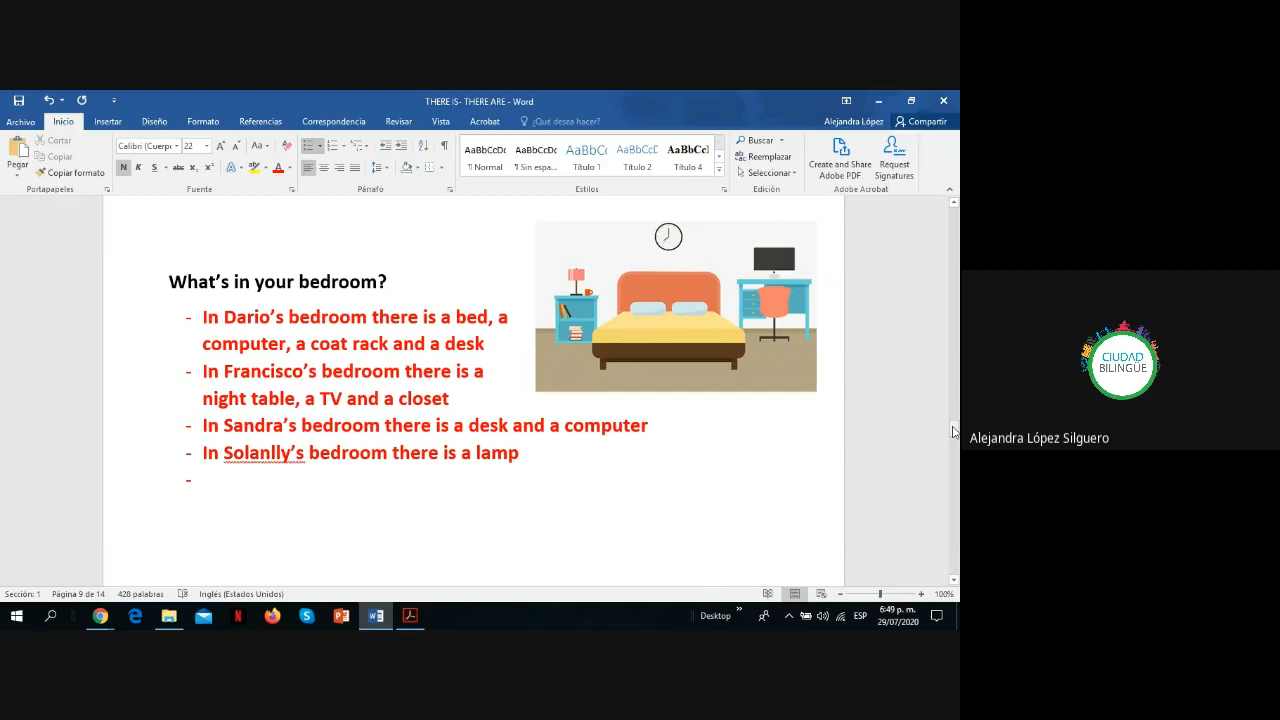 THERE IS- THERE ARE - Word
Archivo Inicio Insertar Diseño Formato Referencias Correspondencia Revisar Vista Acrobat ¿Qué desea hacer? Alejandra López Compartir
Pegar
Cortar
Copiar
Copiar formato
Portapapeles
Calibri (Cuerp 22
Fuente
Párrafo
AaBbCcDc AaBbCcDc AaBbC( AaBbCcD AaBbCcI
¶ Normal ¶ Sin espa... Título 1 Título 2 Título 4
Estilos
Buscar
Reemplazar
Seleccionar
Edición
Create and Share
Adobe PDF
Request
Signatures
Adobe Acrobat
What's in your bedroom?
- In Dario's bedroom there is a bed, a
computer, a coat rack and a desk
- In Francisco's bedroom there is a
night table, a TV and a closet
- In Sandra's bedroom there is a desk and a computer
- In Solanlly's bedroom there is a lamp
-
Sección: 1 Página 9 de 14 428 palabras Inglés (Estados Unidos) 100%
Desktop ESP
6:49 p. m.
29/07/2020
CIUDAD
BILINGÜE
Alejandra López Silguero